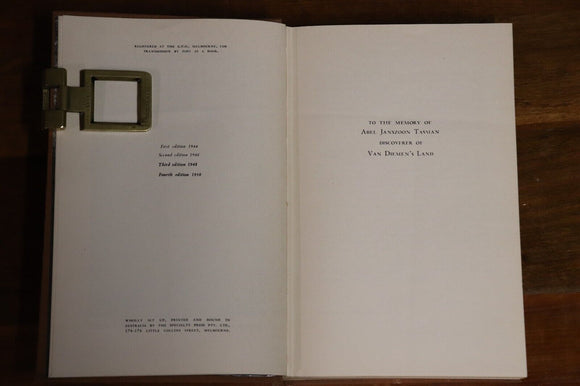 REGISTERED AT THE G.P.O., MELBOURNE, FOR
TRANSMISSION BY POST AS A BOOK.
First edition 1944
Second edition 1946
Third edition 1948
Fourth edition
WHOLLY SET UP, PRINTED AND BOUND IN
AUSTRALIA BY THE SPECIALTY PRESS PTY. LTD.,
174-176 LITTLE COLLINS STREET, MELBOURNE.
TO THE MEMORY OF
ABEL JANSZOON TASMAN
DISCOVERER OF
VAN DIEMEN'S LAND